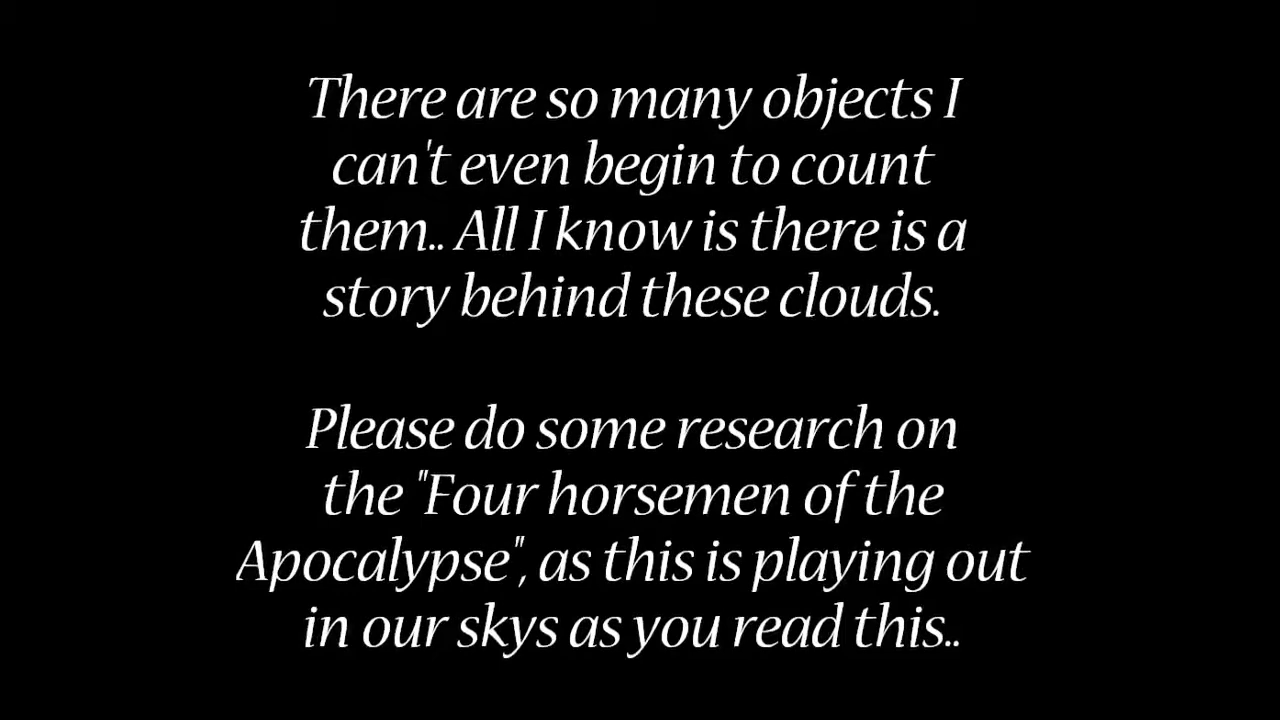 There are so many objects I
can't even begin to count
them.. All I know is there is a
story behind these clouds.
Please do some research on
the "Four horsemen of the
Apocalypse", as this is playing out
in our skys as you read this..